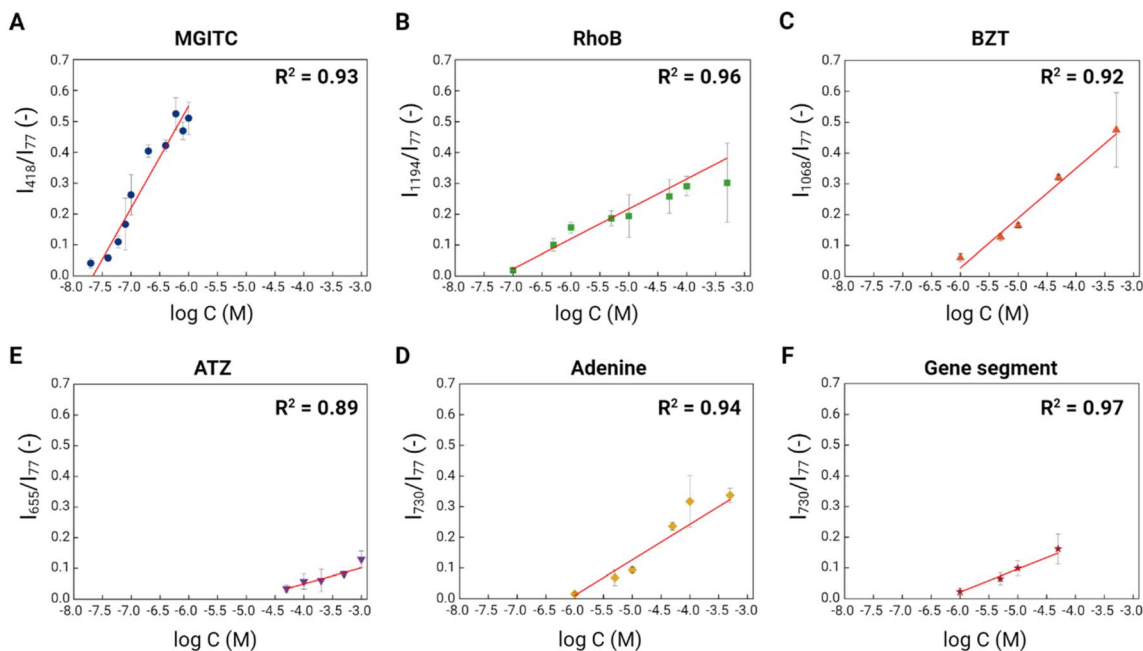 A
MGITC
R² = 0.93
I₄₁₈/I₇₇ (-)
0.7
0.6
0.5
0.4
0.3
0.2
0.1
0.0
-8.0 -7.5 -7.0 -6.5 -6.0 -5.5 -5.0 -4.5 -4.0 -3.5 -3.0
log C (M)
B
RhoB
R² = 0.96
I₁₁₉₄/I₇₇ (-)
0.7
0.6
0.5
0.4
0.3
0.2
0.1
0.0
-8.0 -7.5 -7.0 -6.5 -6.0 -5.5 -5.0 -4.5 -4.0 -3.5 -3.0
log C (M)
C
BZT
R² = 0.92
I₁₀₆₈/I₇₇ (-)
0.7
0.6
0.5
0.4
0.3
0.2
0.1
0.0
-8.0 -7.5 -7.0 -6.5 -6.0 -5.5 -5.0 -4.5 -4.0 -3.5 -3.0
log C (M)
E
ATZ
R² = 0.89
I₆₅₅/I₇₇ (-)
0.7
0.6
0.5
0.4
0.3
0.2
0.1
0.0
-8.0 -7.5 -7.0 -6.5 -6.0 -5.5 -5.0 -4.5 -4.0 -3.5 -3.0
log C (M)
D
Adenine
R² = 0.94
I₇₃₀/I₇₇ (-)
0.7
0.6
0.5
0.4
0.3
0.2
0.1
0.0
-8.0 -7.5 -7.0 -6.5 -6.0 -5.5 -5.0 -4.5 -4.0 -3.5 -3.0
log C (M)
F
Gene segment
R² = 0.97
I₇₃₀/I₇₇ (-)
0.7
0.6
0.5
0.4
0.3
0.2
0.1
0.0
-8.0 -7.5 -7.0 -6.5 -6.0 -5.5 -5.0 -4.5 -4.0 -3.5 -3.0
log C (M)